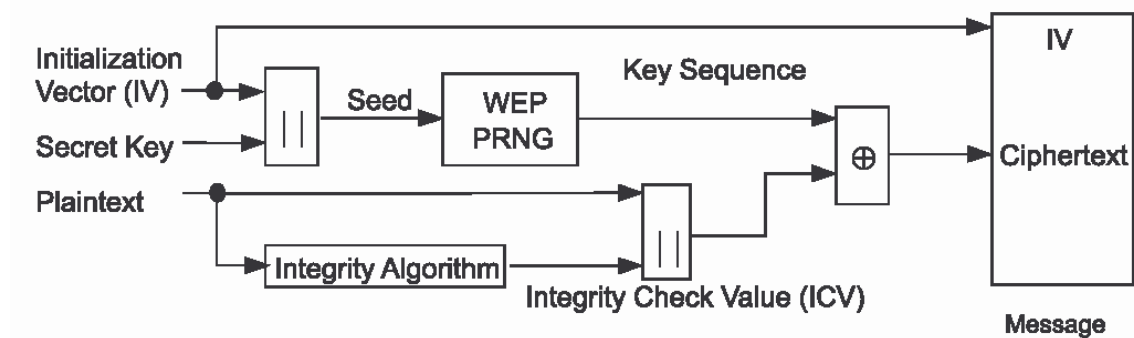 IV
Initialization
Vector (IV)
Key Sequence
Seed
WEP
PRNG
||
Secret Key
⊕
Ciphertext
Plaintext
||
Integrity Algorithm
Integrity Check Value (ICV)
Message